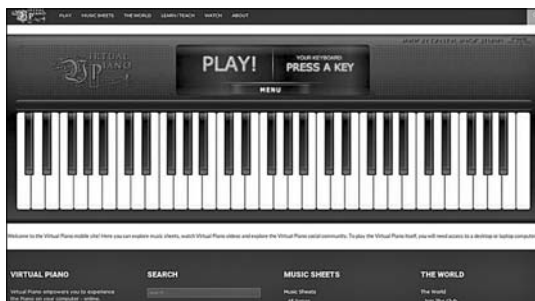 PLAY MUSIC SHEETS THE WORLD LEARN / TEACH WATCH ABOUT
VIRTUAL PIANO
PLAY!
YOUR KEYBOARD
PRESS A KEY
MENU
Welcome to the Virtual Piano mobile site! Here you can explore music sheets, watch Virtual Piano videos and explore the Virtual Piano social community. To play the Virtual Piano itself, you will need access to a desktop or laptop computer
VIRTUAL PIANO SEARCH MUSIC SHEETS THE WORLD
Virtual Piano empowers you to experience Music Sheets The World
the Piano on your computer - online. Join The Club